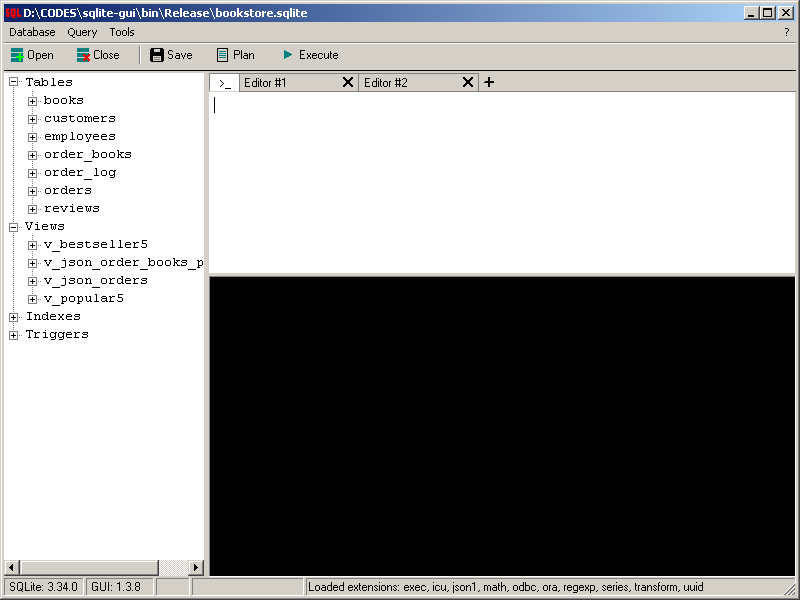 SQL D:\CODES\sqlite-gui\bin\Release\bookstore.sqlite
Database Query Tools ?
Open Close Save Plan Execute
Tables
books
customers
employees
order_books
order_log
orders
reviews
Views
v_bestseller5
v_json_order_books_p
v_json_orders
v_popular5
Indexes
Triggers
>_ Editor #1 Editor #2
SQLite: 3.34.0 GUI: 1.3.8 Loaded extensions: exec, icu, json1, math, odbc, ora, regexp, series, transform, uuid